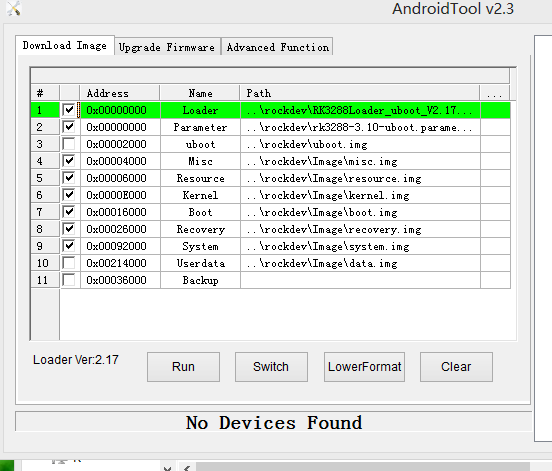 AndroidTool v2.3
Download Image Upgrade Firmware Advanced Function
# Address Name Path ...
1 0x00000000 Loader ..\rockdev\RK3288Loader_uboot_V2.17...
2 0x00000000 Parameter ..\rockdev\rk3288-3.10-uboot.parame...
3 0x00002000 uboot ..\rockdev\uboot.img
4 0x00004000 Misc ..\rockdev\Image\misc.img
5 0x00006000 Resource ..\rockdev\Image\resource.img
6 0x0000E000 Kernel ..\rockdev\Image\kernel.img
7 0x00016000 Boot ..\rockdev\Image\boot.img
8 0x00026000 Recovery ..\rockdev\Image\recovery.img
9 0x00092000 System ..\rockdev\Image\system.img
10 0x00214000 Userdata ..\rockdev\Image\data.img
11 0x00036000 Backup
Loader Ver:2.17 Run Switch LowerFormat Clear
No Devices Found